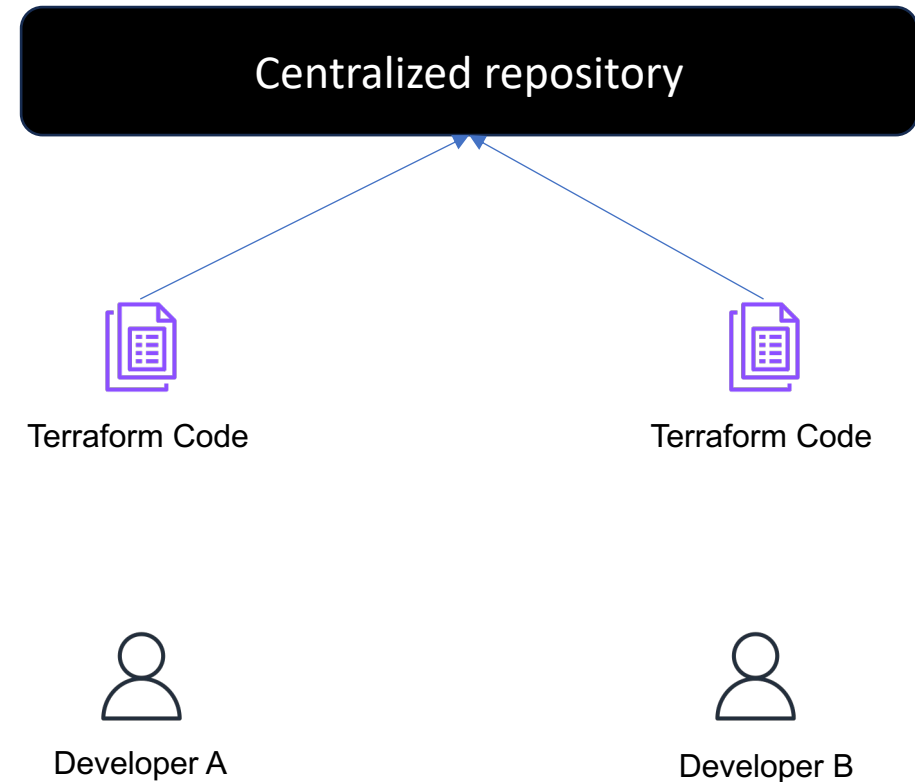 Centralized repository
Terraform Code
Terraform Code
Developer A
Developer B